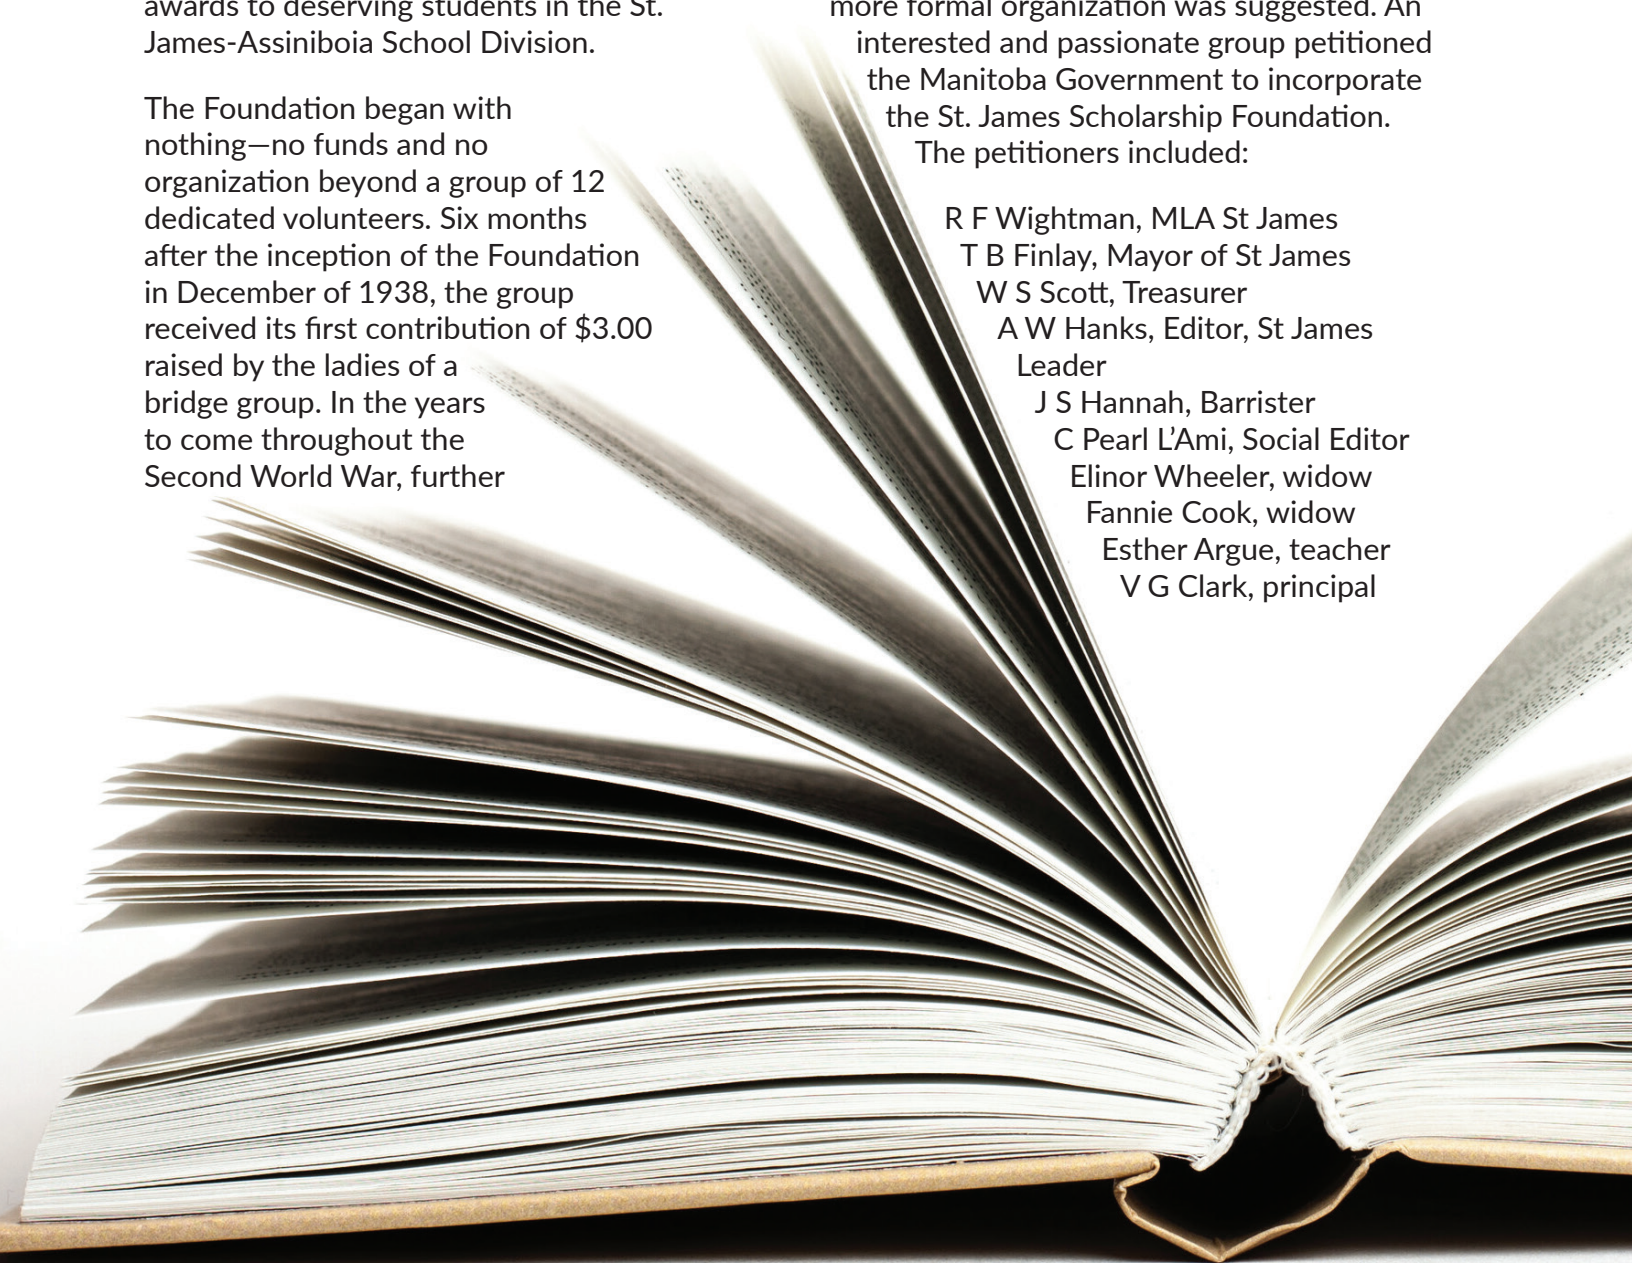 awards to deserving students in the St.
James-Assiniboia School Division.
The Foundation began with
nothing—no funds and no
organization beyond a group of 12
dedicated volunteers. Six months
after the inception of the Foundation
in December of 1938, the group
received its first contribution of $3.00
raised by the ladies of a
bridge group. In the years
to come throughout the
Second World War, further
more formal organization was suggested. An
interested and passionate group petitioned
the Manitoba Government to incorporate
the St. James Scholarship Foundation.
The petitioners included:
R F Wightman, MLA St James
T B Finlay, Mayor of St James
W S Scott, Treasurer
A W Hanks, Editor, St James
Leader
J S Hannah, Barrister
C Pearl L’Ami, Social Editor
Elinor Wheeler, widow
Fannie Cook, widow
Esther Argue, teacher
V G Clark, principal